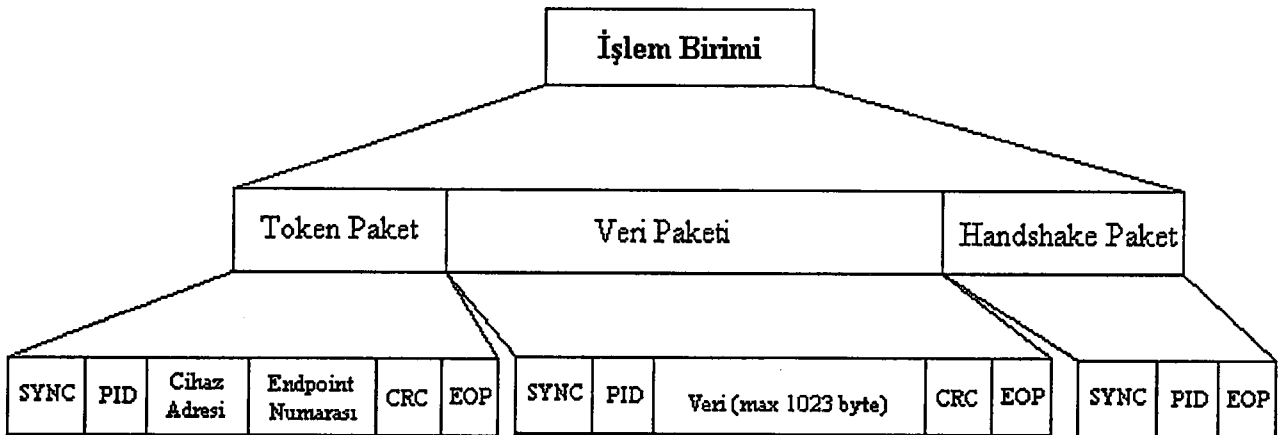 İşlem Birimi
Token Paket
Veri Paketi
Handshake Paket
SYNC
PID
Cihaz
Adresi
Endpoint
Numarası
CRC
EOP
SYNC
PID
Veri (max 1023 byte)
CRC
EOP
SYNC
PID
EOP